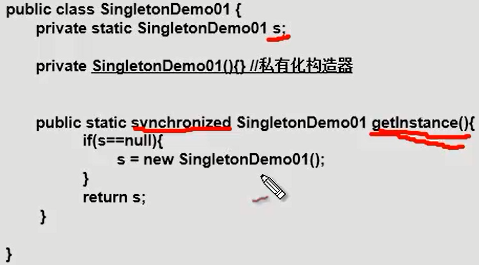 public class SingletonDemo01 {
private static SingletonDemo01 s;
private SingletonDemo01(){} //私有化构造器
public static synchronized SingletonDemo01 getInstance(){
if(s==null){
s = new SingletonDemo01();
}
return s;
}
}